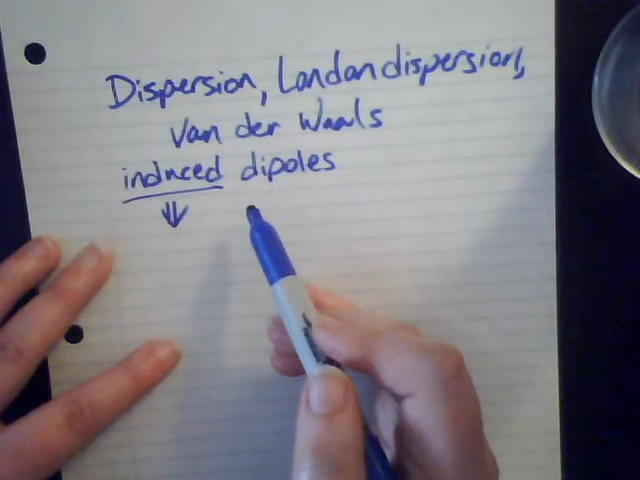 Dispersion, London dispersion,
Van der Waals
induced dipoles
⇓